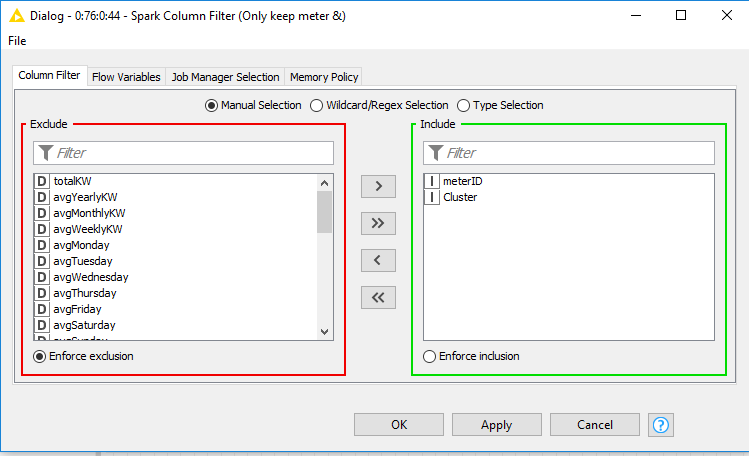 Dialog - 0:76:0:44 - Spark Column Filter (Only keep meter &)
File
Column Filter Flow Variables Job Manager Selection Memory Policy
Manual Selection Wildcard/Regex Selection Type Selection
Exclude
Filter
D totalKW
D avgYearlyKW
D avgMonthlyKW
D avgWeeklyKW
D avgMonday
D avgTuesday
D avgWednesday
D avgThursday
D avgFriday
D avgSaturday
D avgSunday
Enforce exclusion
>
>>
<
<<
Include
Filter
I meterID
I Cluster
Enforce inclusion
OK Apply Cancel ?